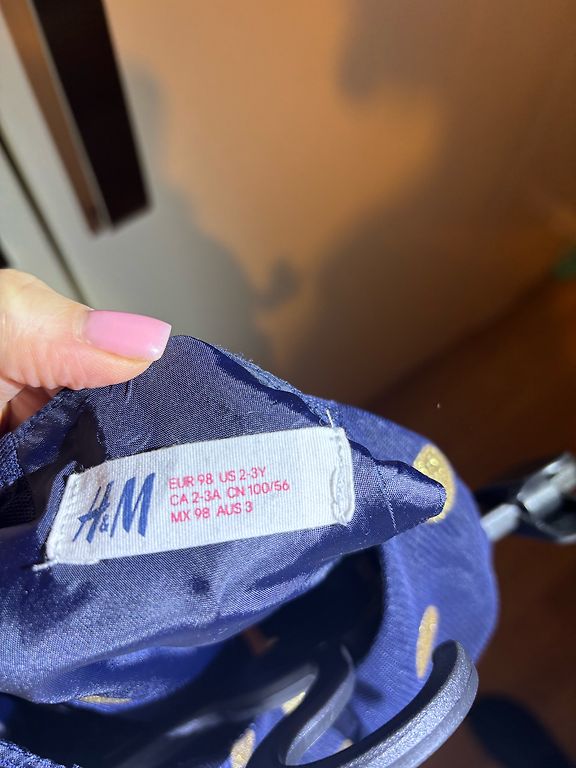 H&M
EUR 98 US 2-3Y
CA 2-3A CN 100/56
MX 98 AUS 3